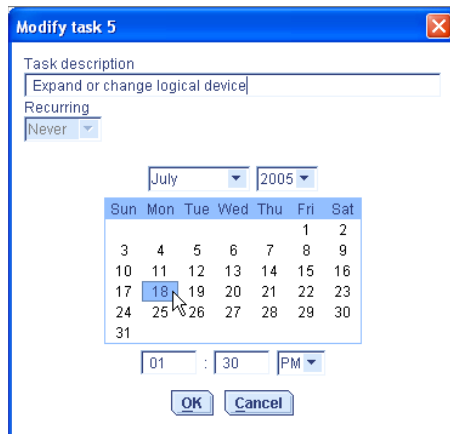 Modify task 5
Task description
Expand or change logical device
Recurring
Never
July 2005
Sun Mon Tue Wed Thu Fri Sat
1 2
3 4 5 6 7 8 9
10 11 12 13 14 15 16
17 18 19 20 21 22 23
24 25 26 27 28 29 30
31
01 : 30 PM
OK Cancel